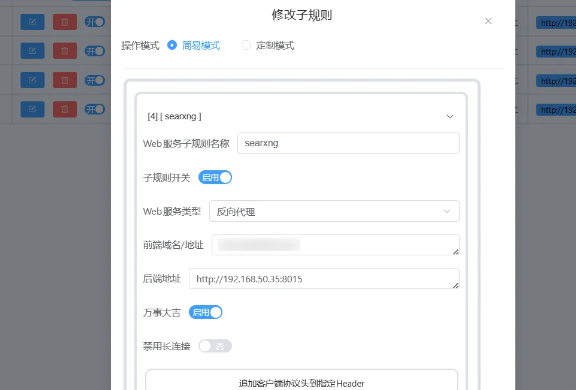 修改子规则
操作模式 简易模式 定制模式
开 http://19
开 http://192
开 http://192
开 http://192
[4] [ searxng ]
Web服务子规则名称 searxng
子规则开关 启用
Web服务类型 反向代理
前端域名/地址
后端地址 http://192.168.50.35:8015
万事大吉 启用
禁用长连接 否
追加客户端协议头到指定Header